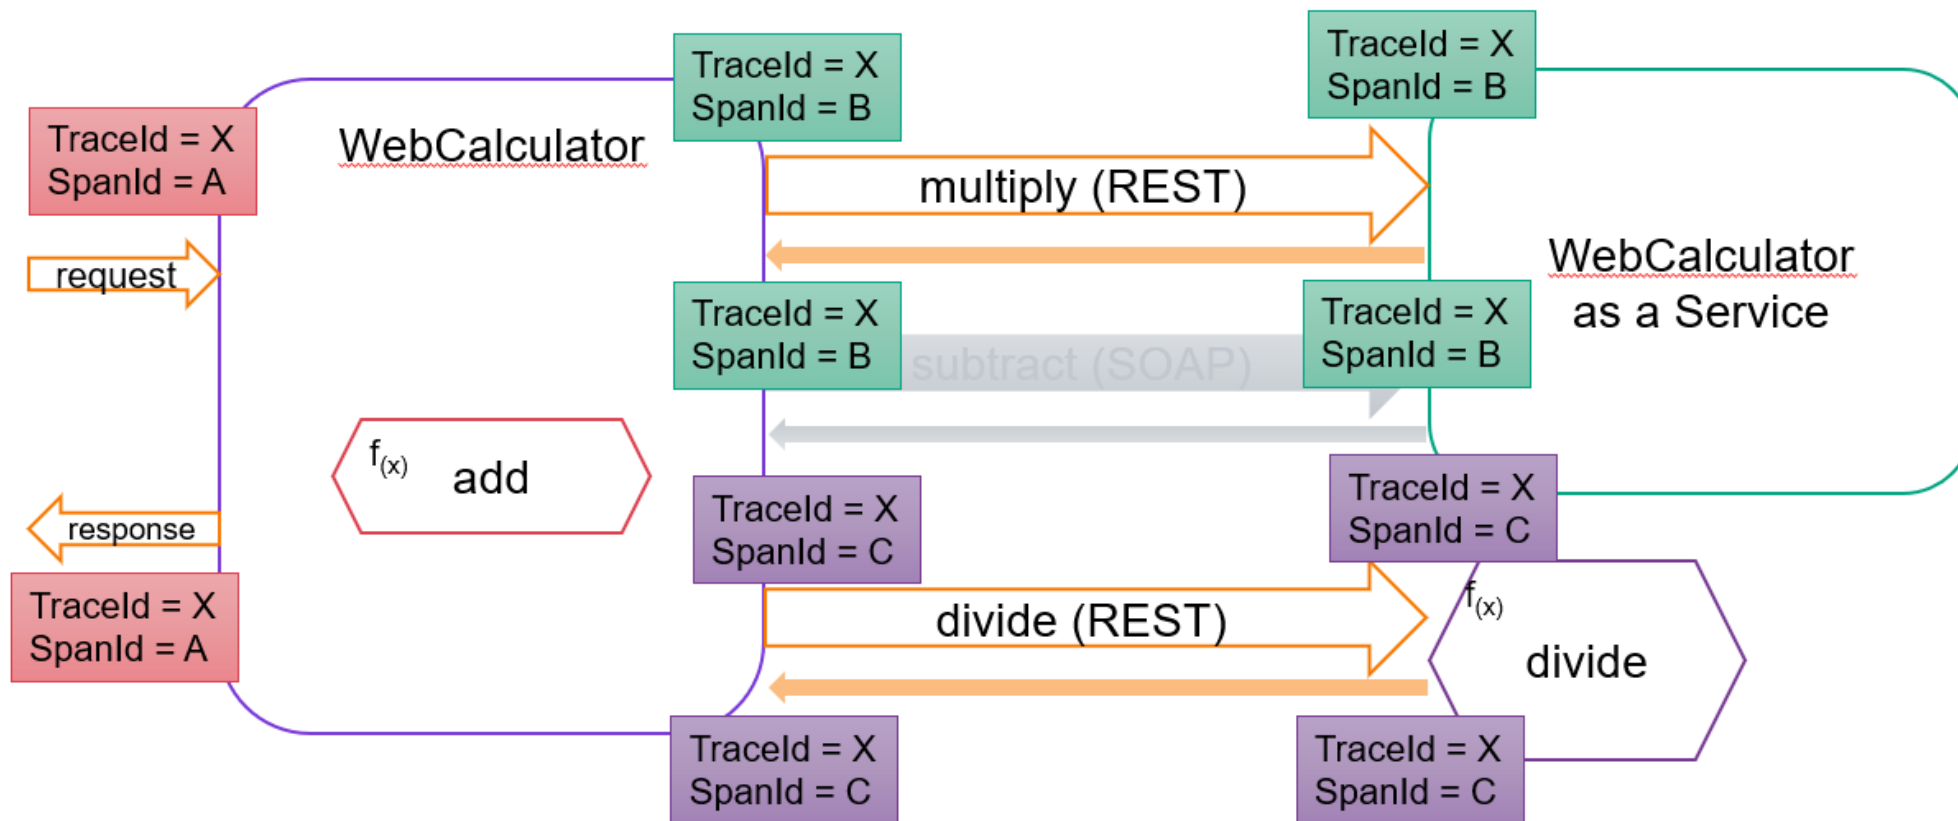 TraceId = X
SpanId = B
TraceId = X
SpanId = B
TraceId = X
SpanId = A
WebCalculator
multiply (REST)
request
WebCalculator
as a Service
TraceId = X
SpanId = B
subtract (SOAP)
TraceId = X
SpanId = B
f(x)
add
response
TraceId = X
SpanId = C
TraceId = X
SpanId = C
TraceId = X
SpanId = A
divide (REST)
f(x)
divide
TraceId = X
SpanId = C
TraceId = X
SpanId = C